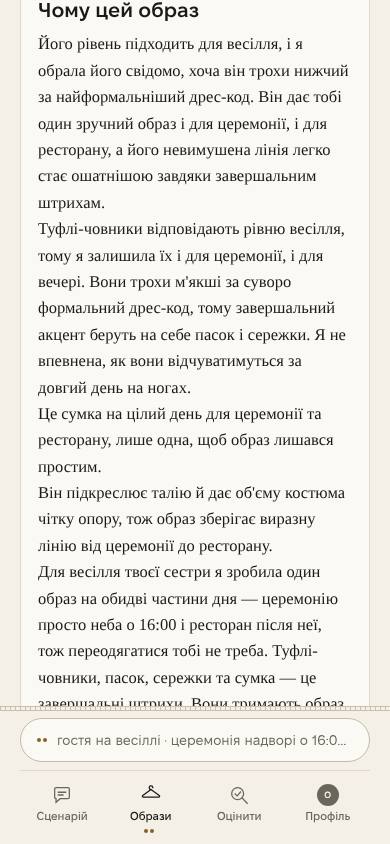 Чому цей образ
Його рівень підходить для весілля, і я
обрала його свідомо, хоча він трохи нижчий
за найформальніший дрес-код. Він дає тобі
один зручний образ і для церемонії, і для
ресторану, а його невимушена лінія легко
стає ошатнішою завдяки завершальним
штрихам.
Туфлі-човники відповідають рівню весілля,
тому я залишила їх і для церемонії, і для
вечері. Вони трохи м'якші за суворо
формальний дрес-код, тому завершальний
акцент беруть на себе пасок і сережки. Я не
впевнена, як вони відчуватимуться за
довгий день на ногах.
Це сумка на цілий день для церемонії та
ресторану, лише одна, щоб образ лишався
простим.
Він підкреслює талію й дає об'єму костюма
чітку опору, тож образ зберігає виразну
лінію від церемонії до ресторану.
Для весілля твоєї сестри я зробила один
образ на обидві частини дня — церемонію
просто неба о 16:00 і ресторан після неї,
тож переодягатися тобі не треба. Туфлі-
човники, пасок, сережки та сумка — це
завершальні штрихи. Вони тримають образ
гостя на весіллі · церемонія надворі о 16:0...
Сценарій
Образи
Оцінити
О
Профіль